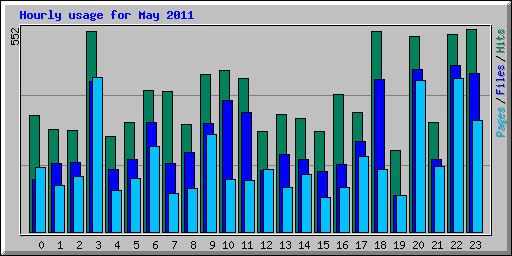 Hourly usage for May 2011
552
Pages/Files/Hits
0 1 2 3 4 5 6 7 8 9 10 11 12 13 14 15 16 17 18 19 20 21 22 23